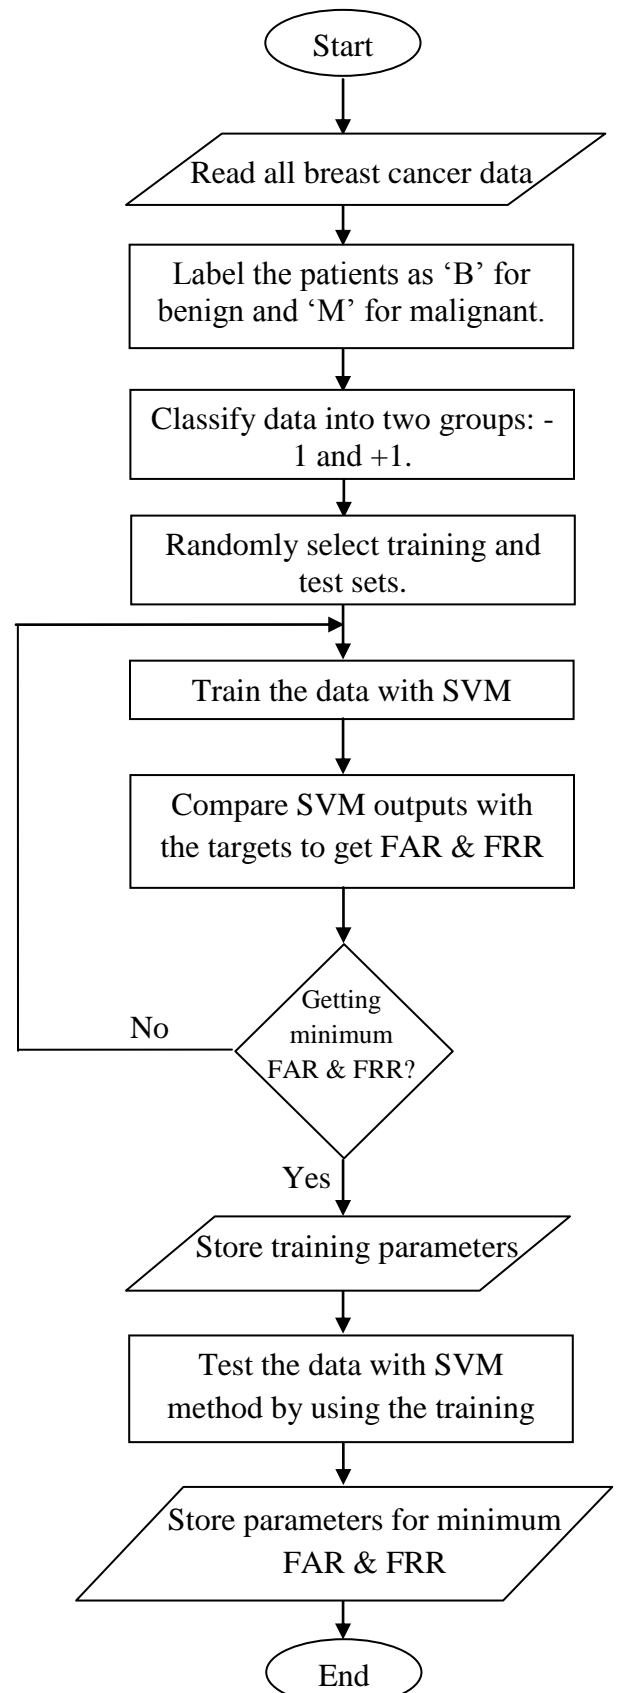 Start
Read all breast cancer data
Label the patients as ‘B’ for
benign and ‘M’ for malignant.
Classify data into two groups: -
1 and +1.
Randomly select training and
test sets.
Train the data with SVM
Compare SVM outputs with
the targets to get FAR & FRR
Getting
minimum
FAR & FRR?
No
Yes
Store training parameters
Test the data with SVM
method by using the training
Store parameters for minimum
FAR & FRR
End